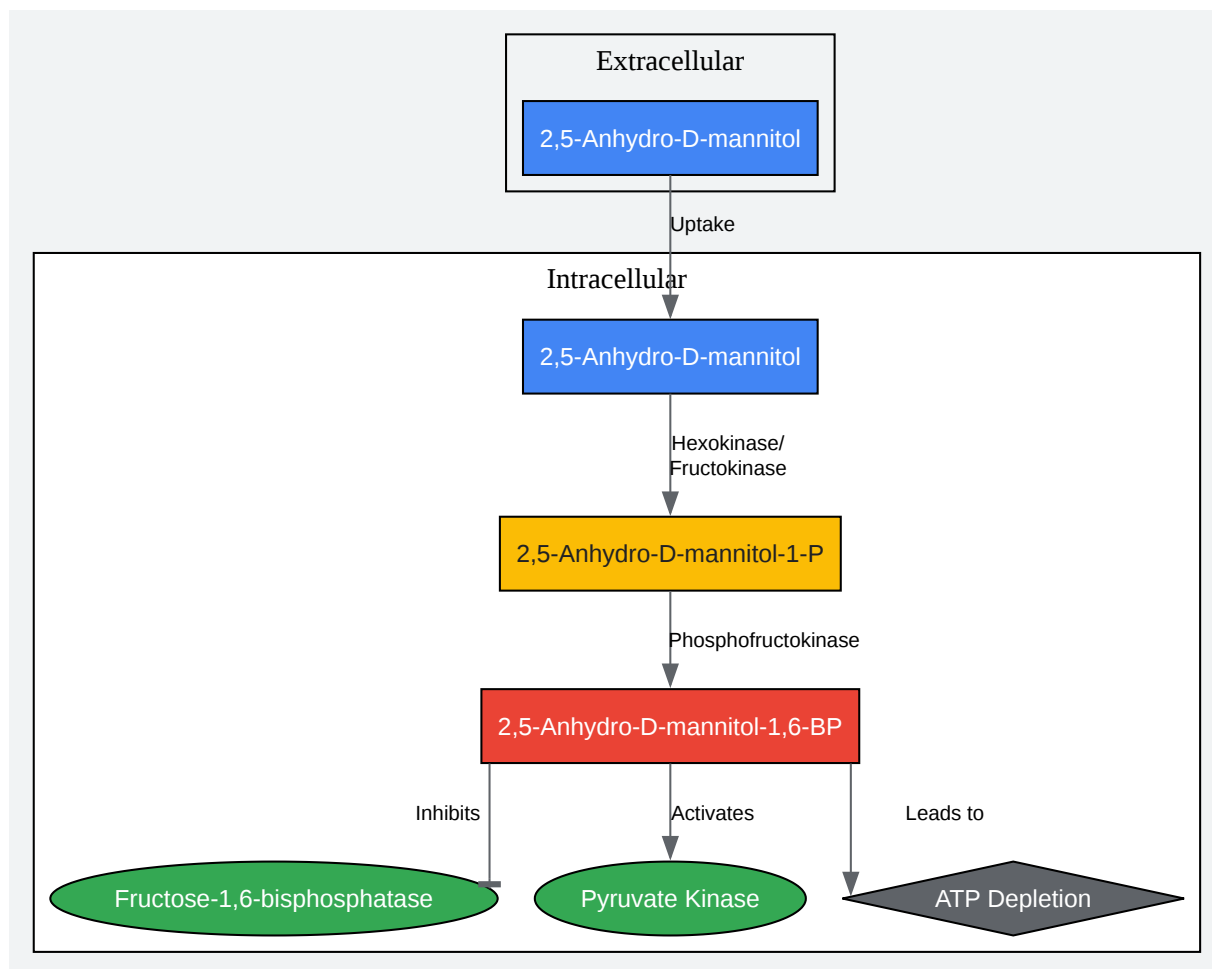 Extracellular
2,5-Anhydro-D-mannitol
Uptake
Intracellular
2,5-Anhydro-D-mannitol
Hexokinase/
Fructokinase
2,5-Anhydro-D-mannitol-1-P
Phosphofructokinase
2,5-Anhydro-D-mannitol-1,6-BP
Inhibits
Activates
Leads to
Fructose-1,6-bisphosphatase
Pyruvate Kinase
ATP Depletion